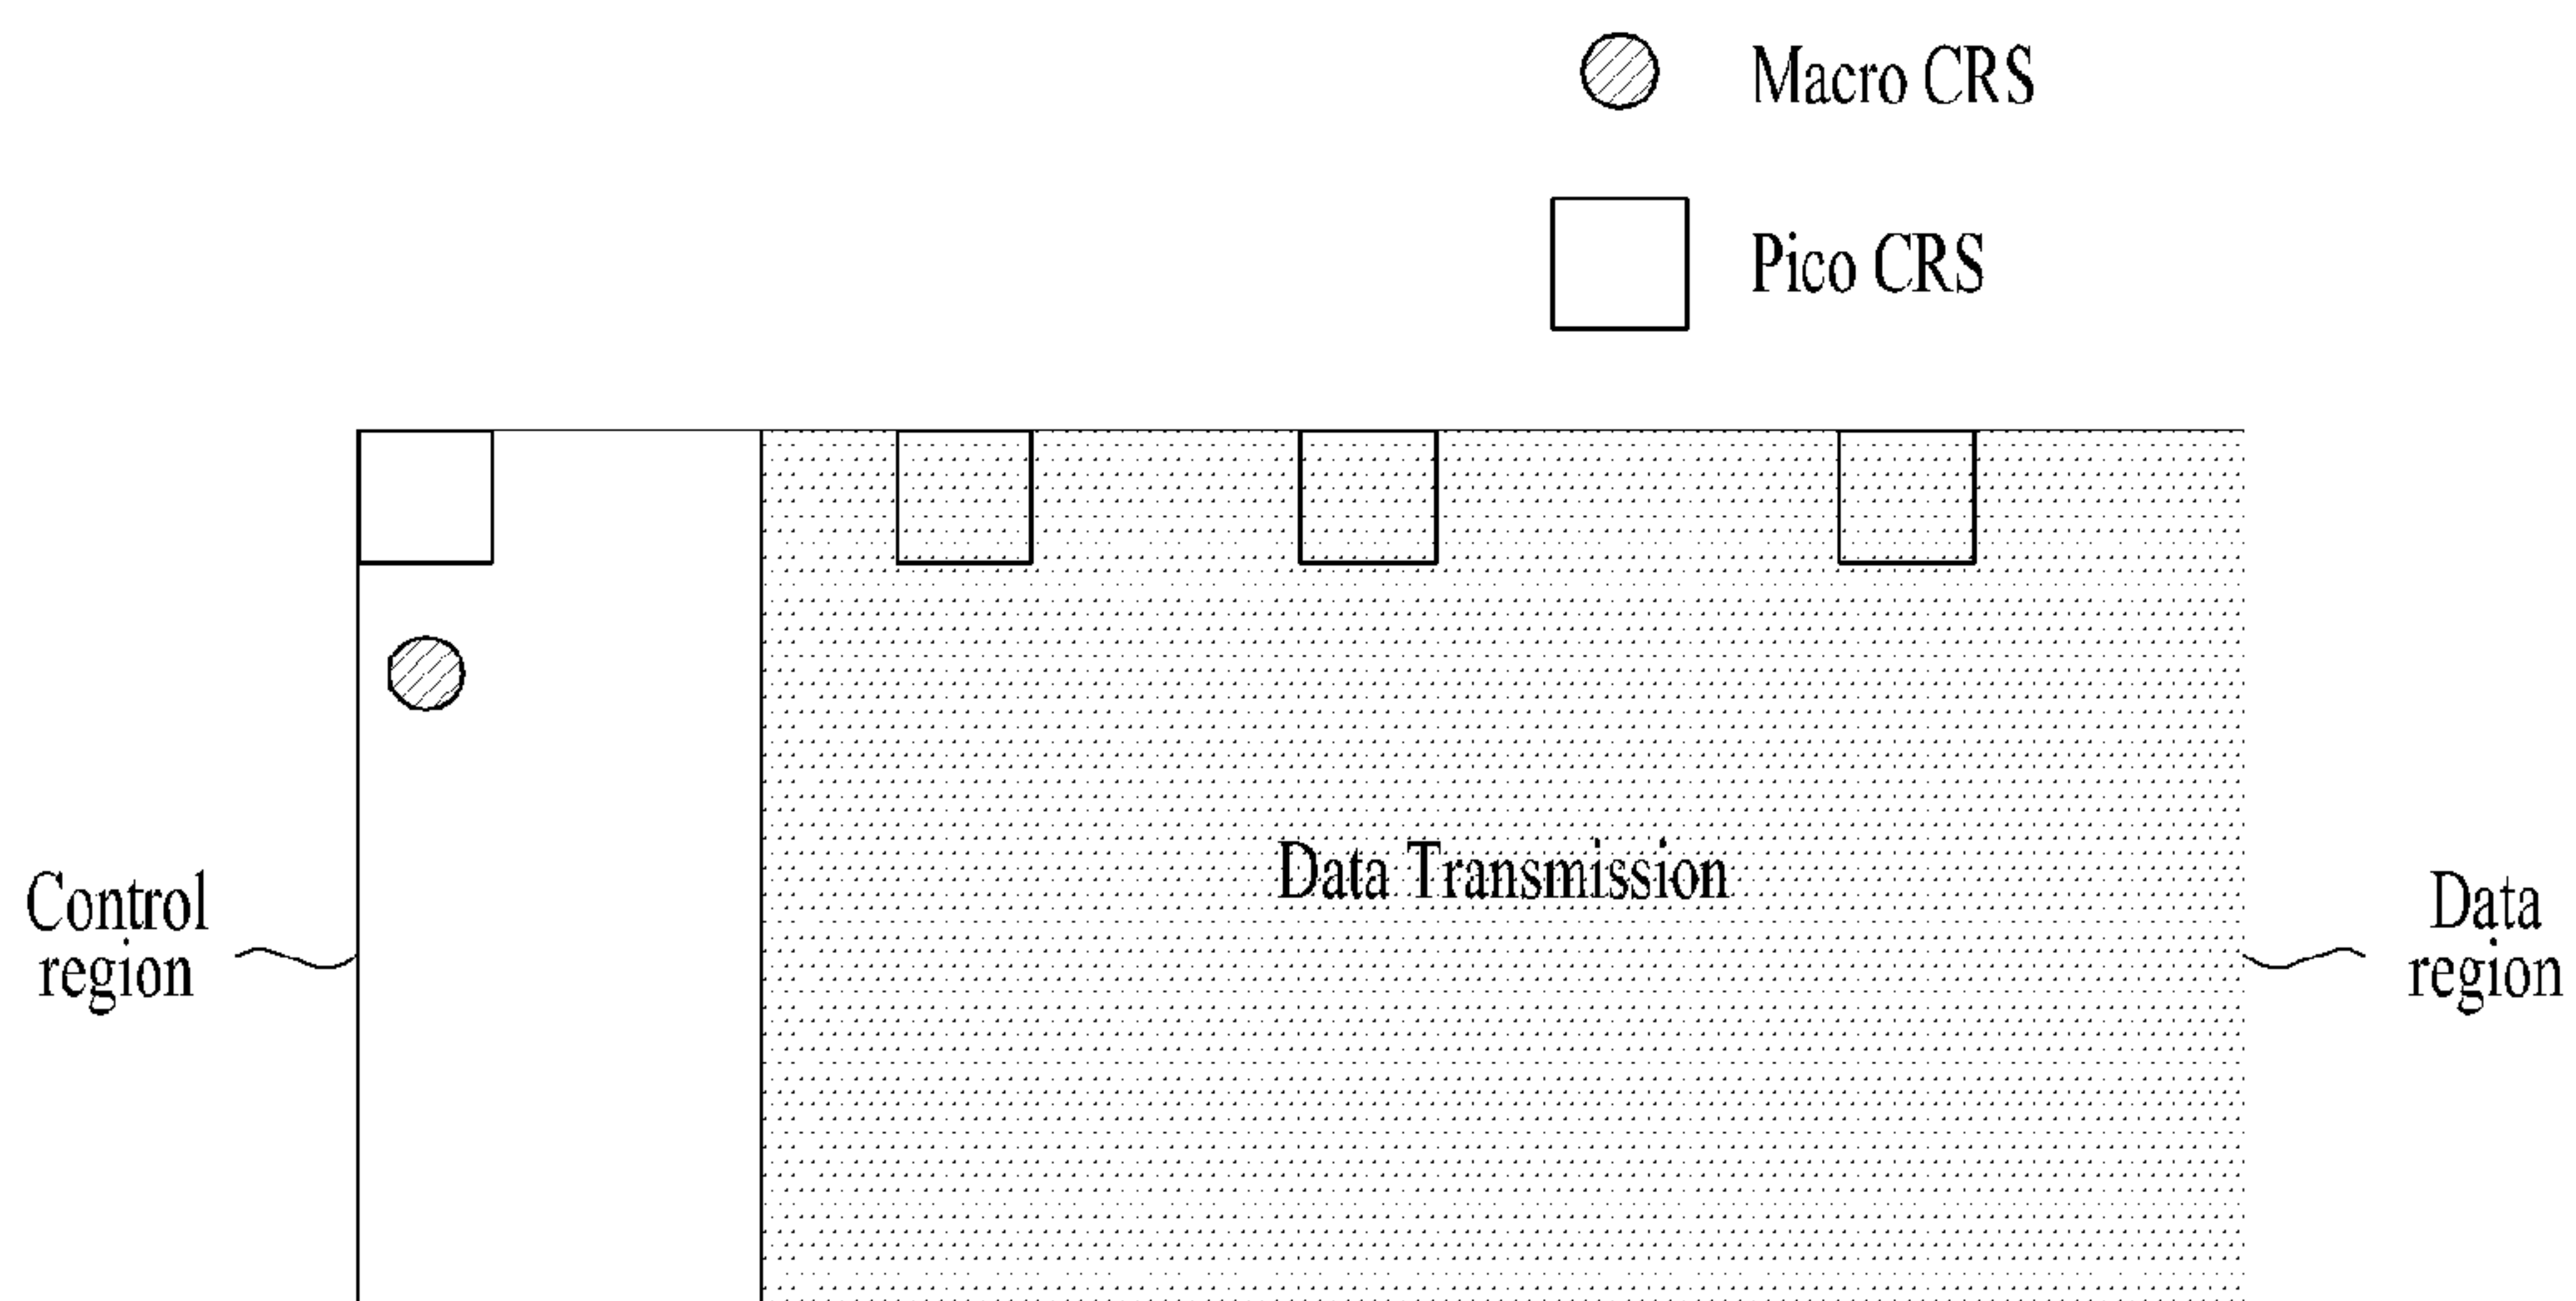 Macro CRS
Pico CRS
Data Transmission
Control
region
Data
region